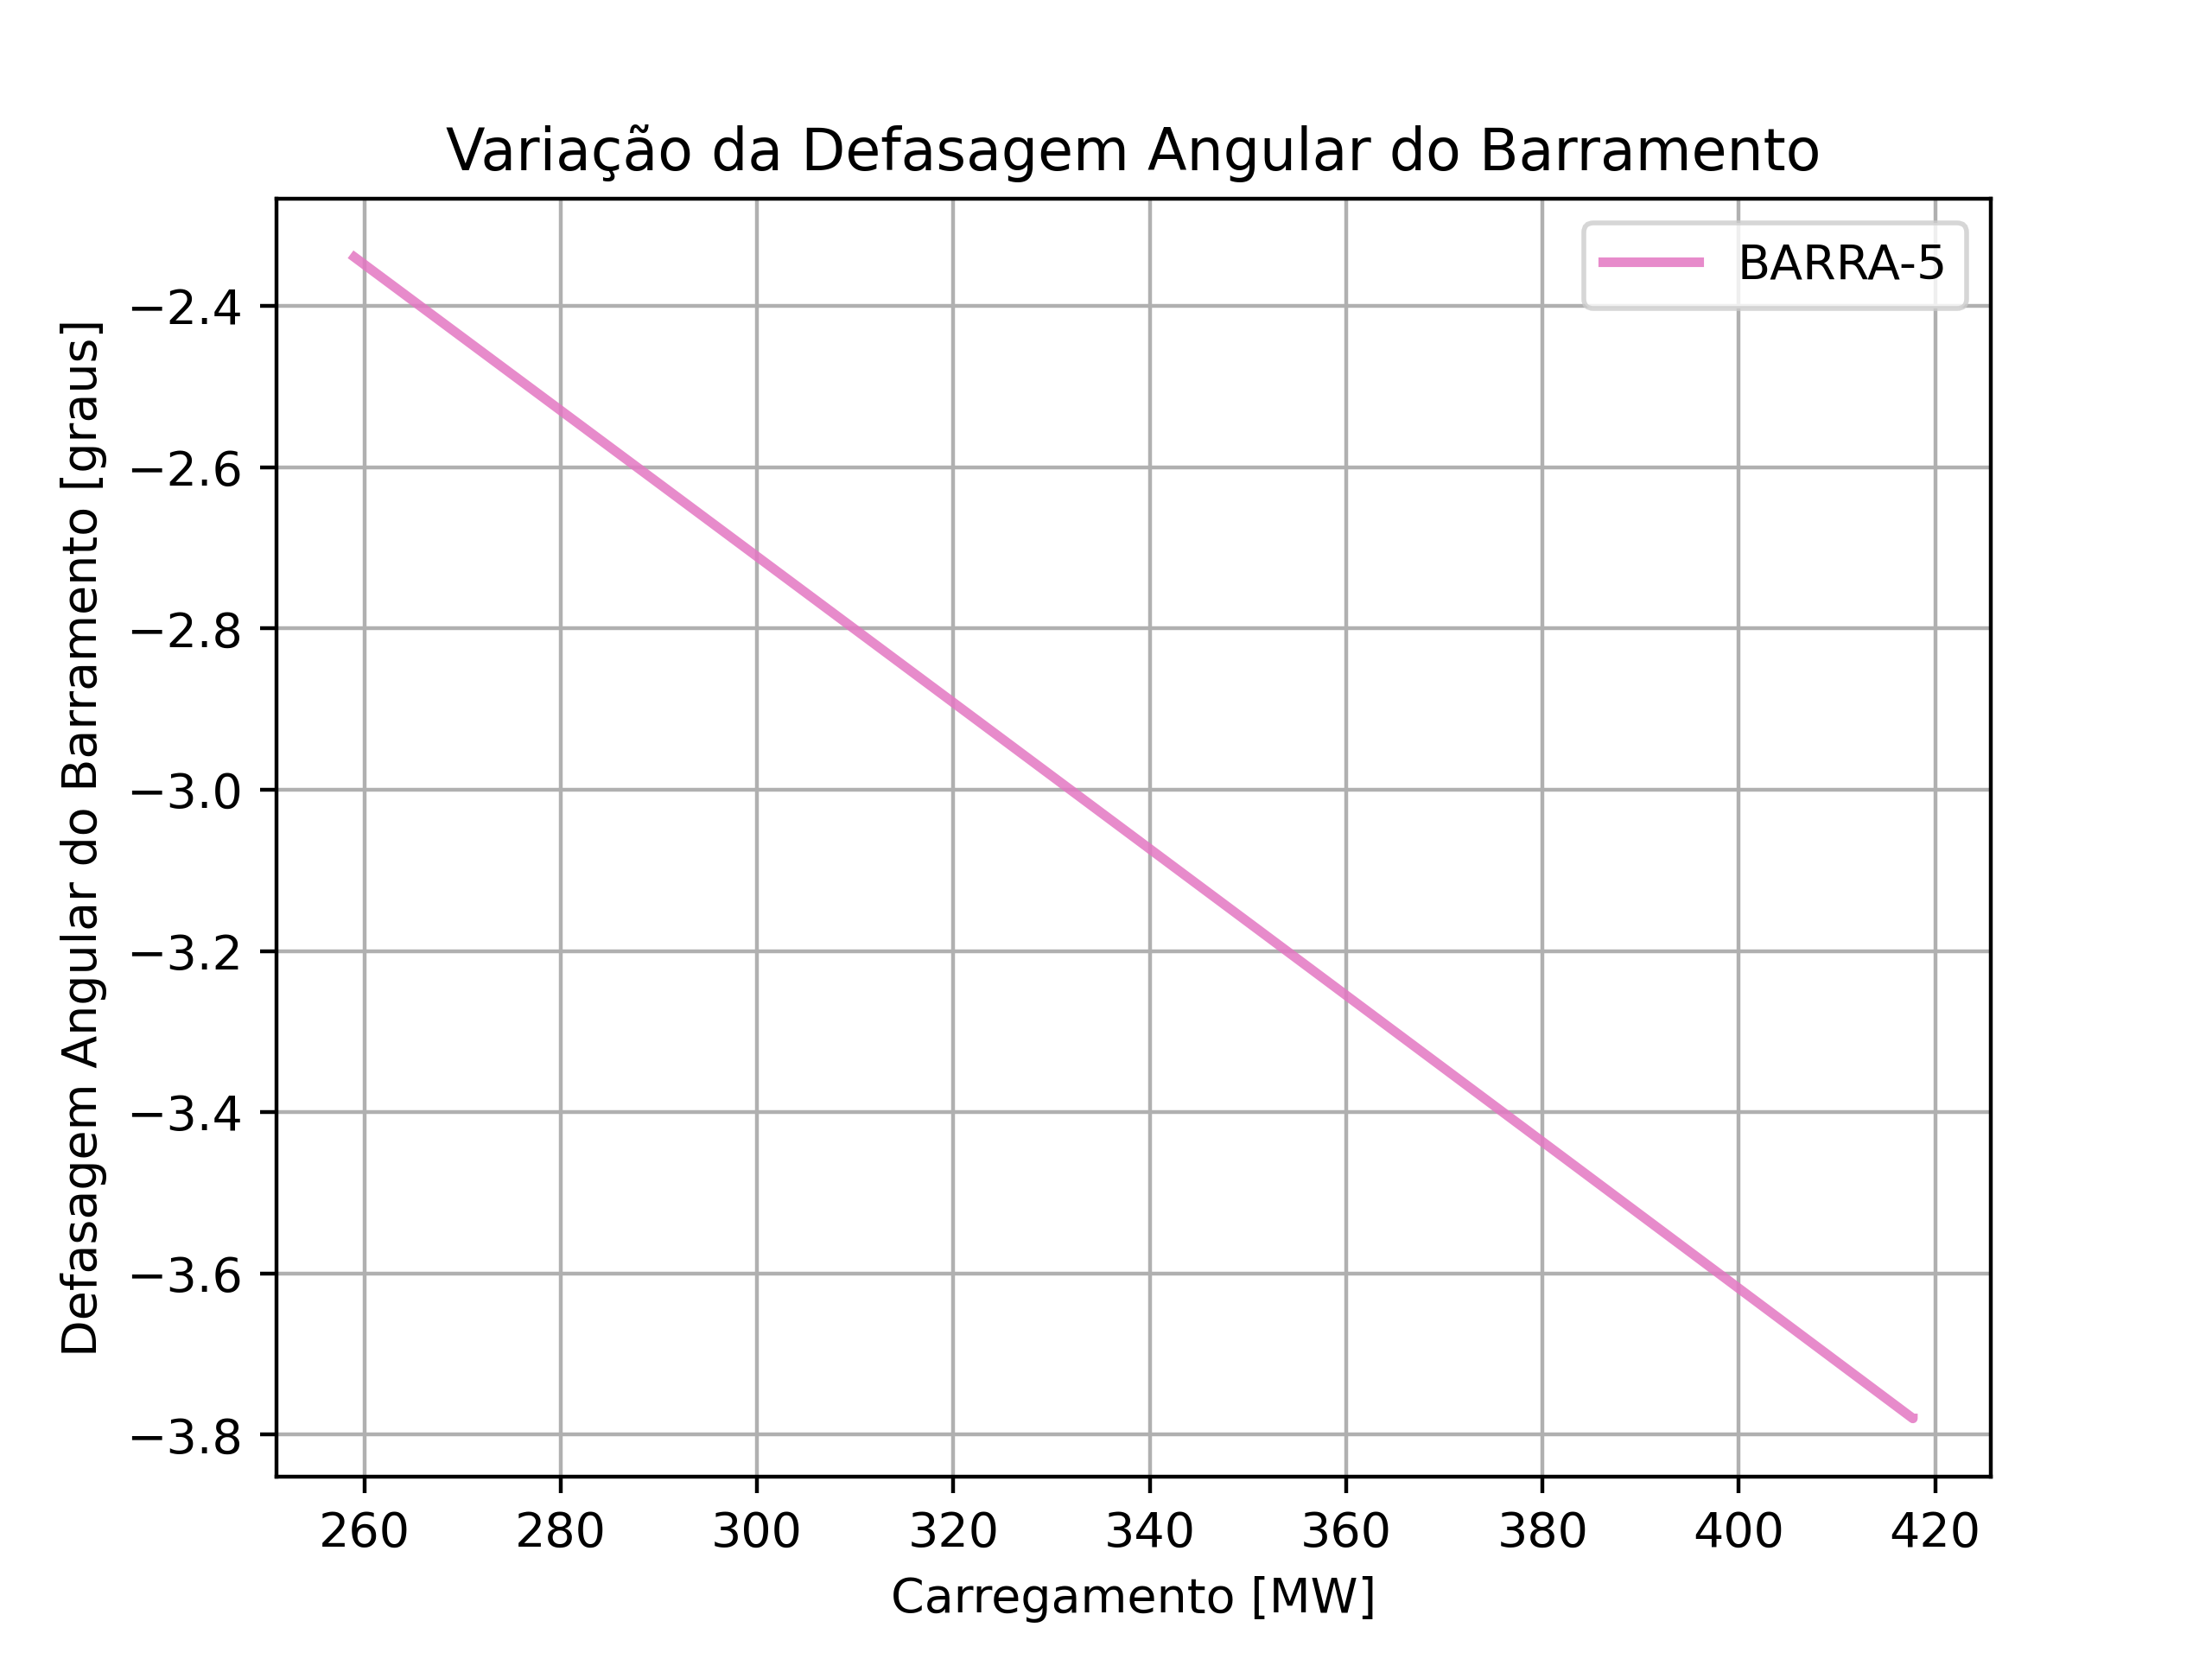 Variação da Defasagem Angular do Barramento
BARRA-5
Defasagem Angular do Barramento [graus]
−2.4
−2.6
−2.8
−3.0
−3.2
−3.4
−3.6
−3.8
260 280 300 320 340 360 380 400 420
Carregamento [MW]